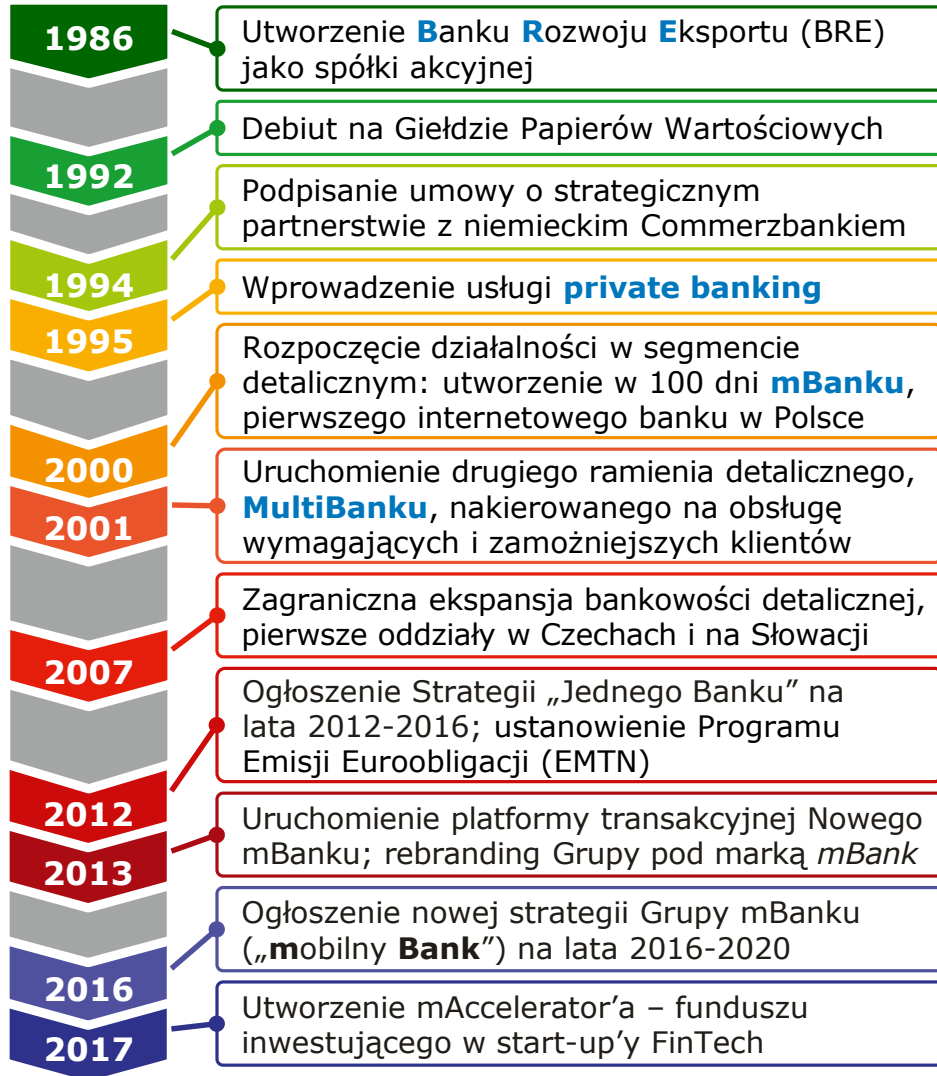 1986
Utworzenie Banku Rozwoju Eksportu (BRE)
jako spółki akcyjnej
1992
Debiut na Giełdzie Papierów Wartościowych
1994
Podpisanie umowy o strategicznym
partnerstwie z niemieckim Commerzbankiem
1995
Wprowadzenie usługi private banking
2000
Rozpoczęcie działalności w segmencie
detalicznym: utworzenie w 100 dni mBanku,
pierwszego internetowego banku w Polsce
2001
Uruchomienie drugiego ramienia detalicznego,
MultiBanku, nakierowanego na obsługę
wymagających i zamożniejszych klientów
2007
Zagraniczna ekspansja bankowości detalicznej,
pierwsze oddziały w Czechach i na Słowacji
2012
Ogłoszenie Strategii „Jednego Banku” na
lata 2012-2016; ustanowienie Programu
Emisji Euroobligacji (EMTN)
2013
Uruchomienie platformy transakcyjnej Nowego
mBanku; rebranding Grupy pod marką mBank
2016
Ogłoszenie nowej strategii Grupy mBanku
(„mobilny Bank”) na lata 2016-2020
2017
Utworzenie mAccelerator’a – funduszu
inwestującego w start-up’y FinTech